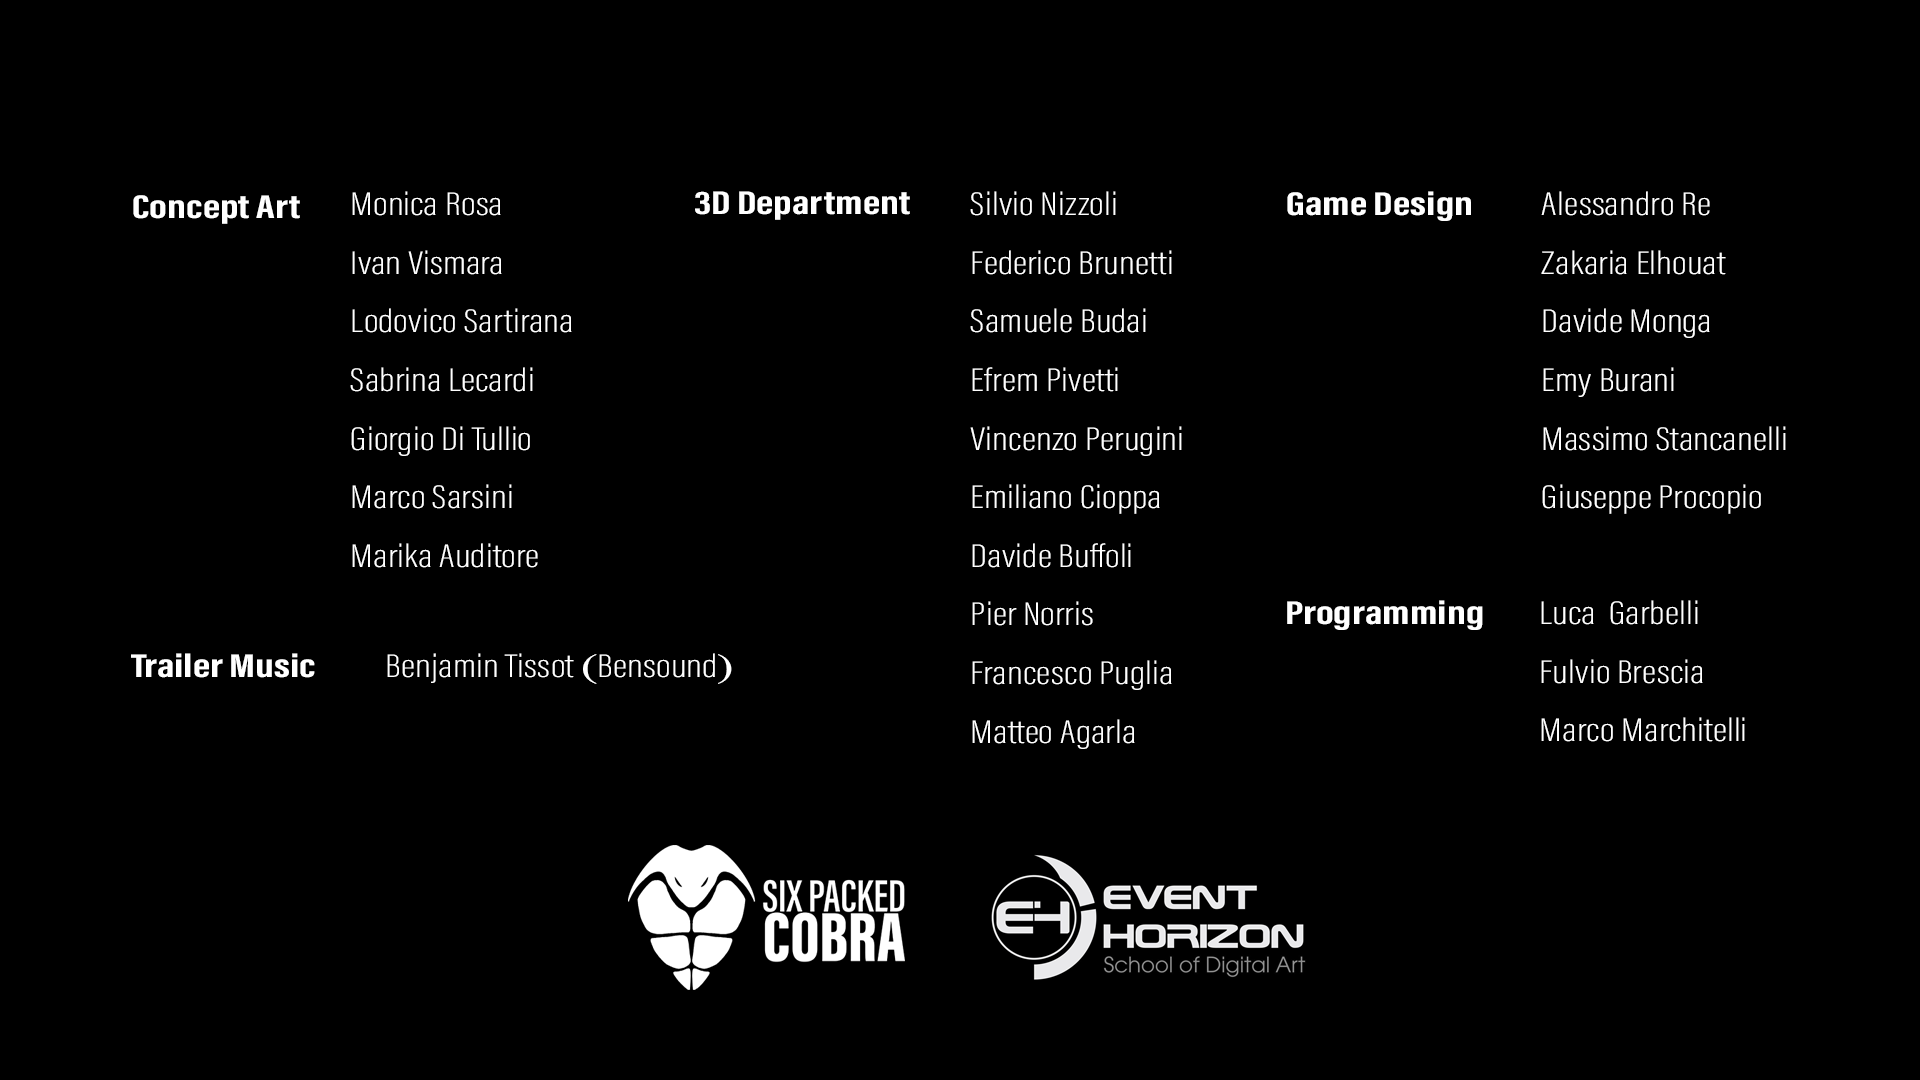 Concept Art
Monica Rosa
Ivan Vismara
Lodovico Sartirana
Sabrina Lecardi
Giorgio Di Tullio
Marco Sarsini
Marika Auditore
Trailer Music
Benjamin Tissot (Bensound)
3D Department
Silvio Nizzoli
Federico Brunetti
Samuele Budai
Efrem Pivetti
Vincenzo Perugini
Emiliano Cioppa
Davide Buffoli
Pier Norris
Francesco Puglia
Matteo Agarla
Game Design
Alessandro Re
Zakaria Elhouat
Davide Monga
Emy Burani
Massimo Stancanelli
Giuseppe Procopio
Programming
Luca  Garbelli
Fulvio Brescia
Marco Marchitelli
SIX PACKED
COBRA
EH
EVENT
HORIZON
School of Digital Art